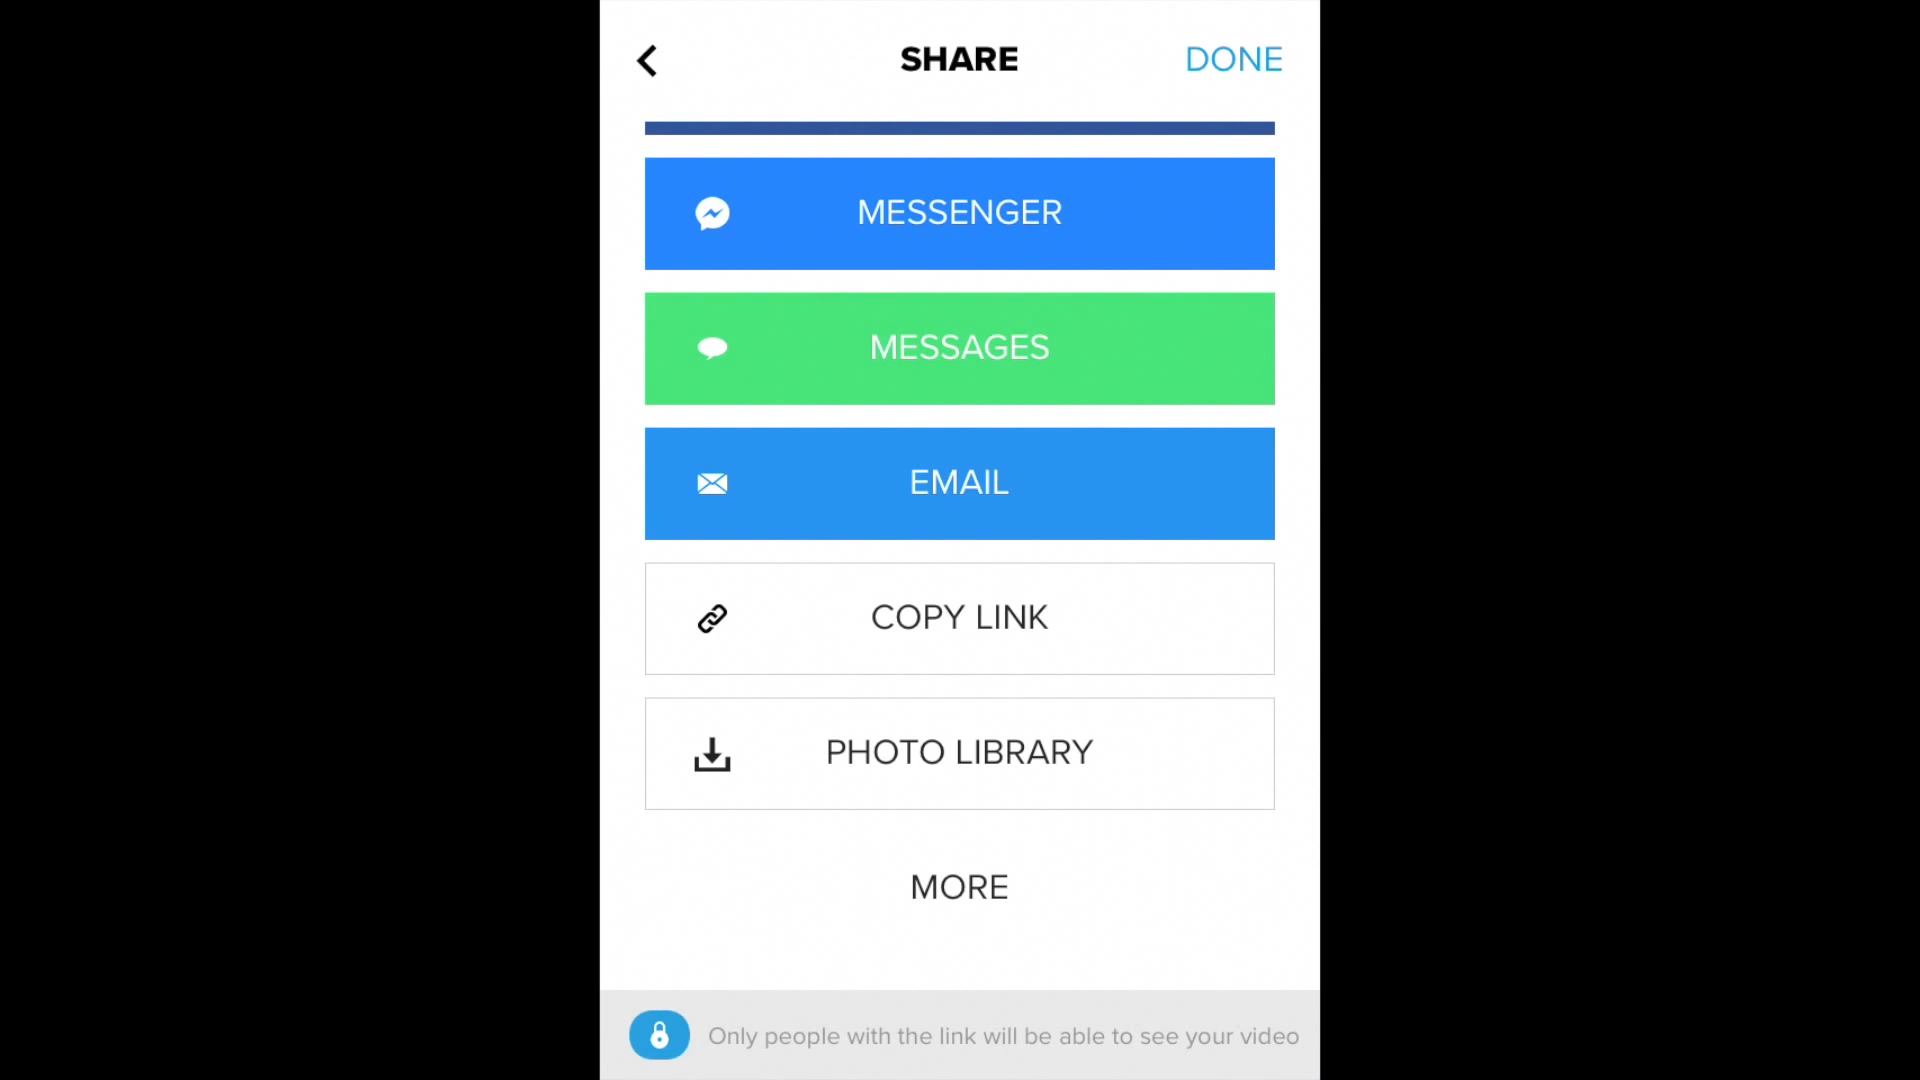 SHARE
DONE
MESSENGER
MESSAGES
EMAIL
COPY LINK
PHOTO LIBRARY
MORE
Only people with the link will be able to see your video